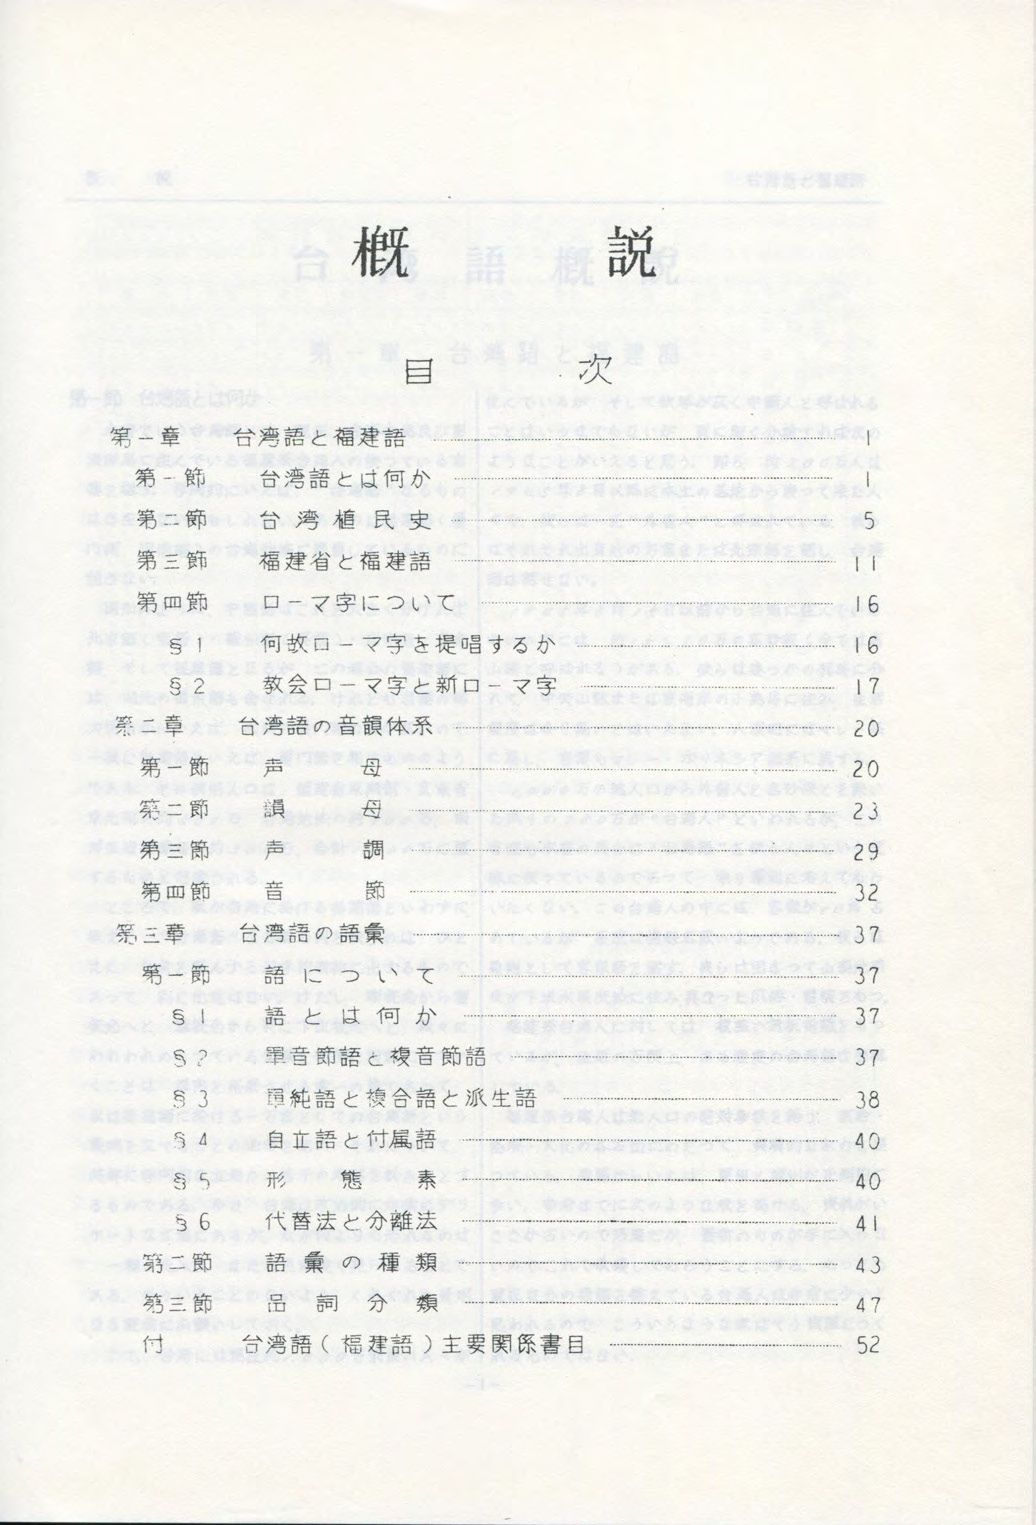 概 説
目 次
第一章 台湾語と福建語 1
第一節 台湾語とは何か 1
第二節 台湾植民史 5
第三節 福建省と福建語 11
第四節 ローマ字について 16
§1 何故ローマ字を提唱するか 16
§2 教会ローマ字と新ローマ字 17
第二章 台湾語の音韻体系 20
第一節 声母 20
第二節 韻母 23
第三節 声調 29
第四節 音節 32
第三章 台湾語の語彙 37
第一節 語について 37
§1 語とは何か 37
§2 単音節語と複音節語 37
§3 単純語と複合語と派生語 38
§4 自立語と付属語 40
§5 形態素 40
§6 代替法と分離法 41
第二節 語彙の種類 43
第三節 品詞分類 47
付 台湾語(福建語)主要関係書目 52